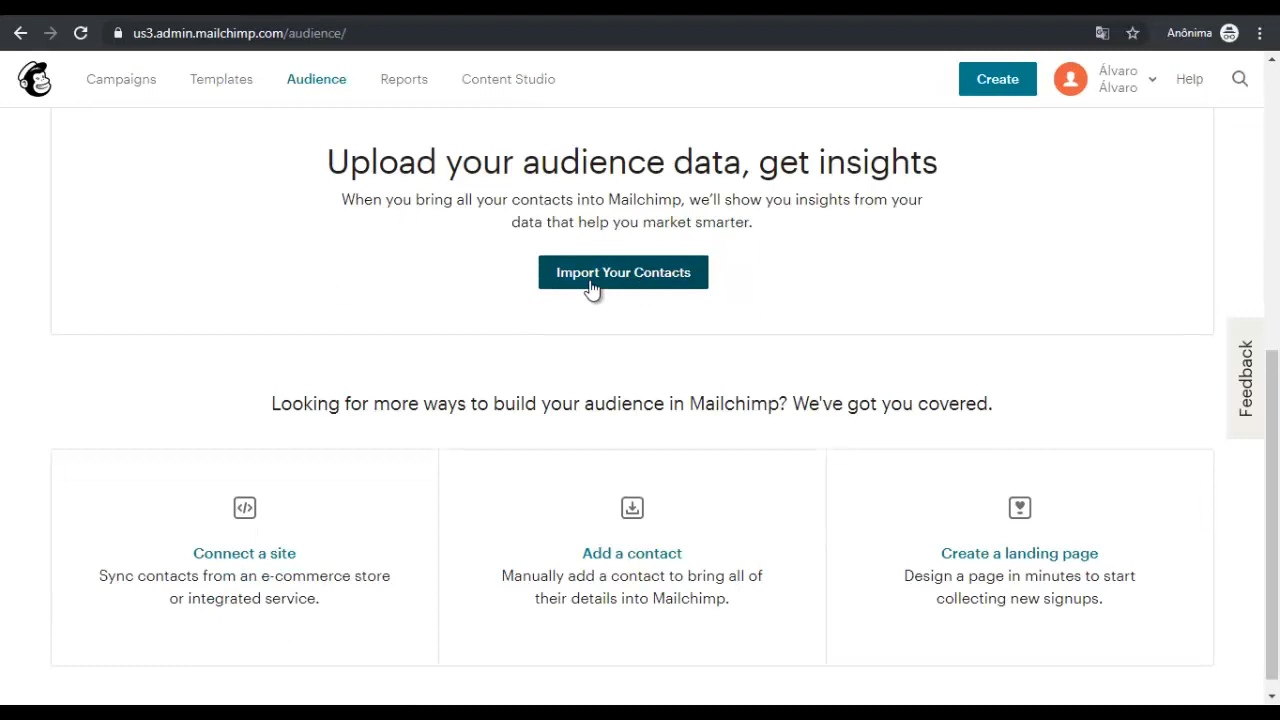 us3.admin.mailchimp.com/audience/
Anônima
Campaigns
Templates
Audience
Reports
Content Studio
Create
Álvaro
Álvaro
Help
Upload your audience data, get insights
When you bring all your contacts into Mailchimp, we'll show you insights from your
data that help you market smarter.
Import Your Contacts
Feedback
Looking for more ways to build your audience in Mailchimp? We've got you covered.
Connect a site
Sync contacts from an e-commerce store
or integrated service.
Add a contact
Manually add a contact to bring all of
their details into Mailchimp.
Create a landing page
Design a page in minutes to start
collecting new signups.